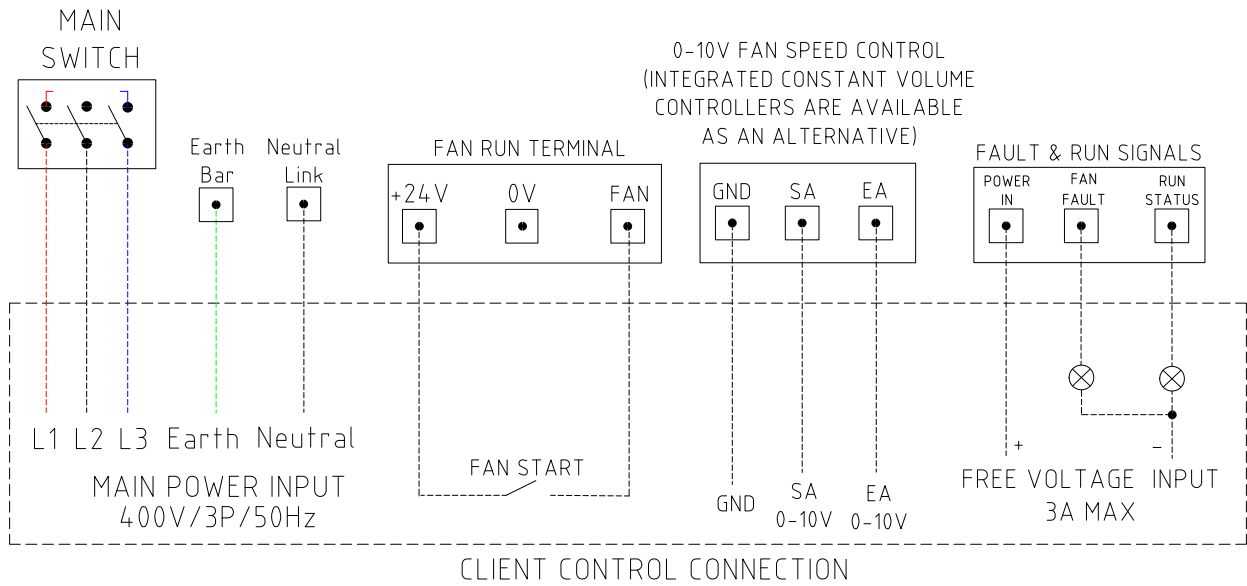 MAIN
SWITCH
0-10V FAN SPEED CONTROL
(INTEGRATED CONSTANT VOLUME
CONTROLLERS ARE AVAILABLE
AS AN ALTERNATIVE)
Earth
Bar
Neutral
Link
FAN RUN TERMINAL
+24V
0V
FAN
GND
SA
EA
FAULT & RUN SIGNALS
POWER
IN
FAN
FAULT
RUN
STATUS
L1
L2
L3
Earth
Neutral
MAIN POWER INPUT
400V/3P/50Hz
FAN START
GND
SA
0-10V
EA
0-10V
+
-
FREE VOLTAGE INPUT
3A MAX
CLIENT CONTROL CONNECTION